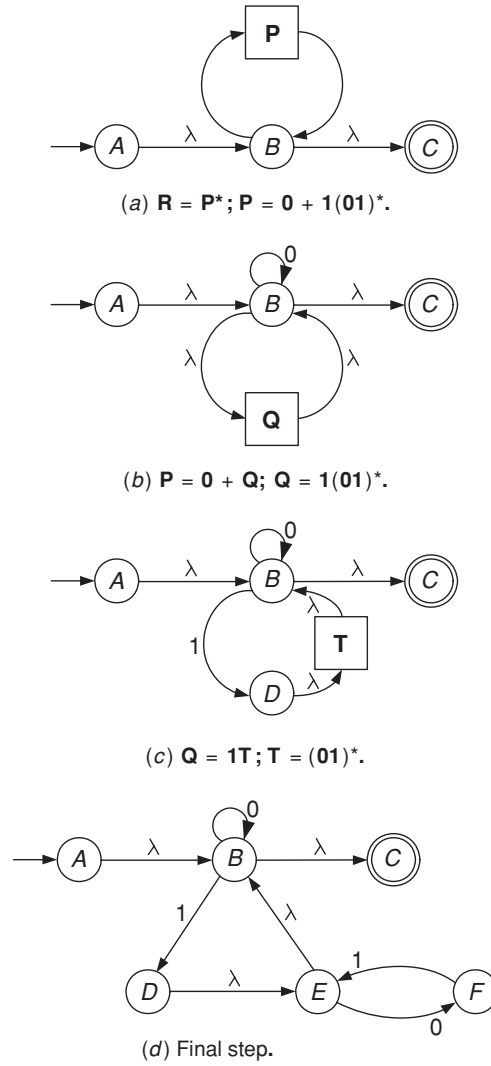 P
A λ B λ C
(a) R = P*; P = 0 + 1(01)*.
0
A λ B λ C
λ λ
Q
(b) P = 0 + Q; Q = 1(01)*.
0
A λ B λ C
λ
1 T
D λ
(c) Q = 1T; T = (01)*.
0
A λ B λ C
1 λ
1
D λ E F
0
(d) Final step.